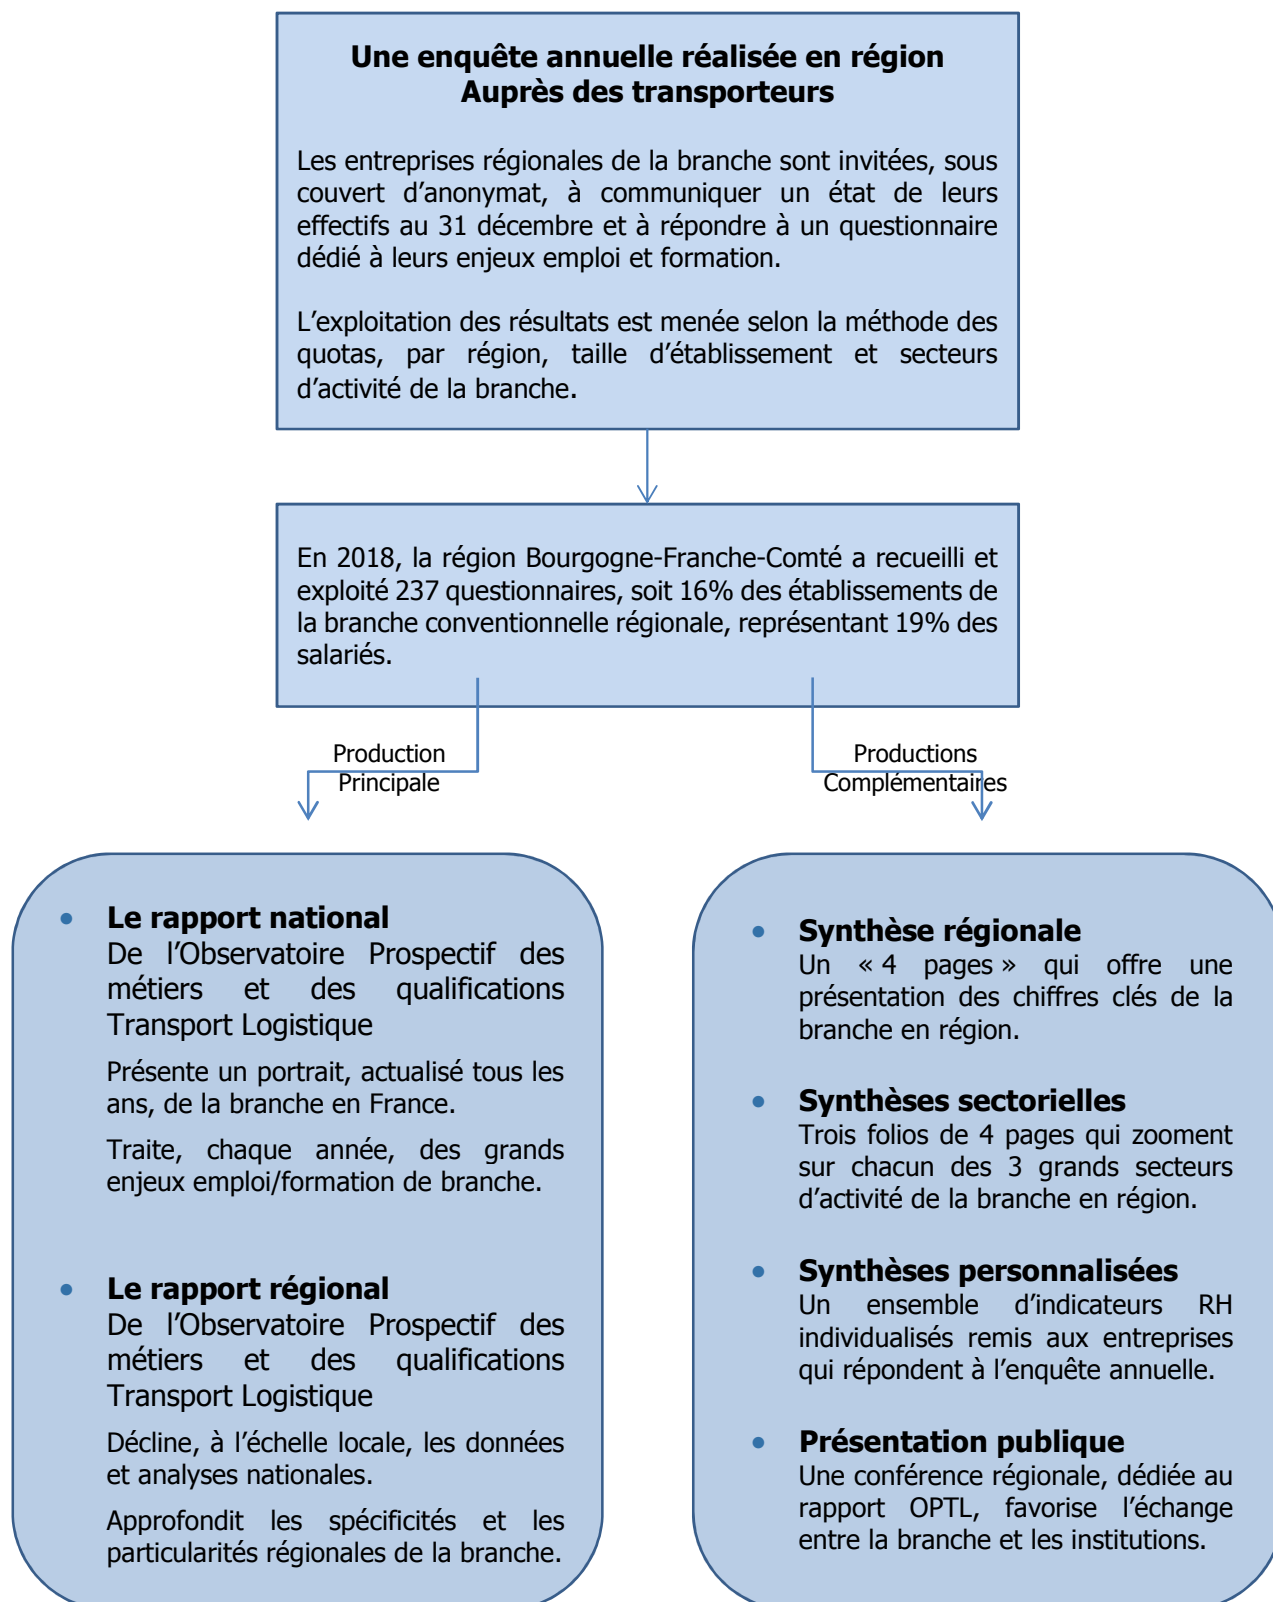 Une enquête annuelle réalisée en région
Auprès des transporteurs
Les entreprises régionales de la branche sont invitées, sous
couvert d’anonymat, à communiquer un état de leurs
effectifs au 31 décembre et à répondre à un questionnaire
dédié à leurs enjeux emploi et formation.
L’exploitation des résultats est menée selon la méthode des
quotas, par région, taille d’établissement et secteurs
d’activité de la branche.
En 2018, la région Bourgogne-Franche-Comté a recueilli et
exploité 237 questionnaires, soit 16% des établissements de
la branche conventionnelle régionale, représentant 19% des
salariés.
Production
Principale
Productions
Complémentaires
• Le rapport national
De l’Observatoire Prospectif des
métiers et des qualifications
Transport Logistique
Présente un portrait, actualisé tous les
ans, de la branche en France.
Traite, chaque année, des grands
enjeux emploi/formation de branche.
• Le rapport régional
De l’Observatoire Prospectif des
métiers et des qualifications
Transport Logistique
Décline, à l’échelle locale, les données
et analyses nationales.
Approfondit les spécificités et les
particularités régionales de la branche.
• Synthèse régionale
Un « 4 pages » qui offre une
présentation des chiffres clés de la
branche en région.
• Synthèses sectorielles
Trois folios de 4 pages qui zooment
sur chacun des 3 grands secteurs
d’activité de la branche en région.
• Synthèses personnalisées
Un ensemble d’indicateurs RH
individualisés remis aux entreprises
qui répondent à l’enquête annuelle.
• Présentation publique
Une conférence régionale, dédiée au
rapport OPTL, favorise l’échange
entre la branche et les institutions.